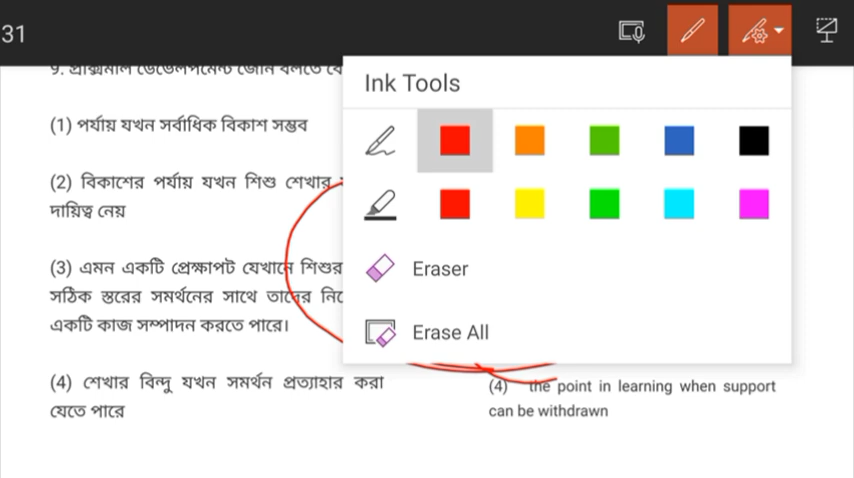 31
9. প্রক্সিমাল ডেভেলপমেন্ট জোন বলতে
Ink Tools
(1) পর্যায় যখন সর্বাধিক বিকাশ সম্ভব
(2) বিকাশের পর্যায় যখন শিশু শেখার
দায়িত্ব নেয়
Eraser
(3) এমন একটি প্রেক্ষাপট যেখানে শিশুর
সঠিক স্তরের সমর্থনের সাথে তাদের
একটি কাজ সম্পাদন করতে পারে।
Erase All
(4) শেখার বিন্দু যখন সমর্থন প্রত্যাহার করা
যেতে পারে
(4) the point in learning when support
can be withdrawn